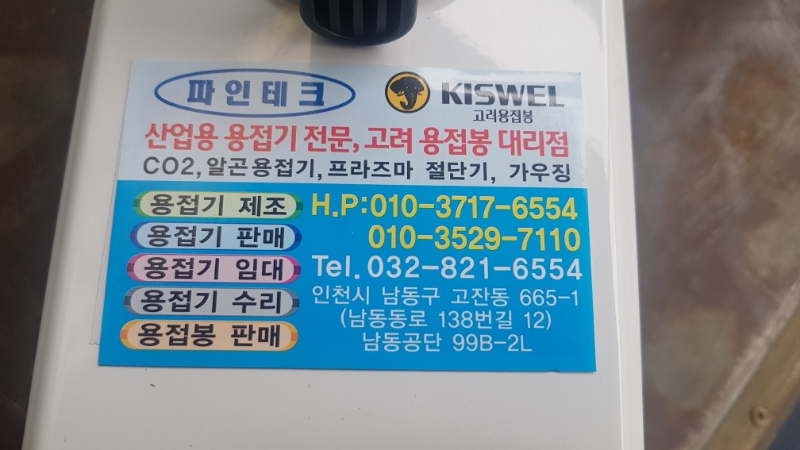 파인테크
KISWEL
고려용접봉
산업용 용접기 전문, 고려 용접봉 대리점
CO2, 알곤용접기, 프라즈마 절단기, 가우징
용접기 제조
용접기 판매
용접기 임대
용접기 수리
용접봉 판매
H.P:010-3717-6554
010-3529-7110
Tel. 032-821-6554
인천시 남동구 고잔동 665-1
(남동동로 138번길 12)
남동공단 99B-2L